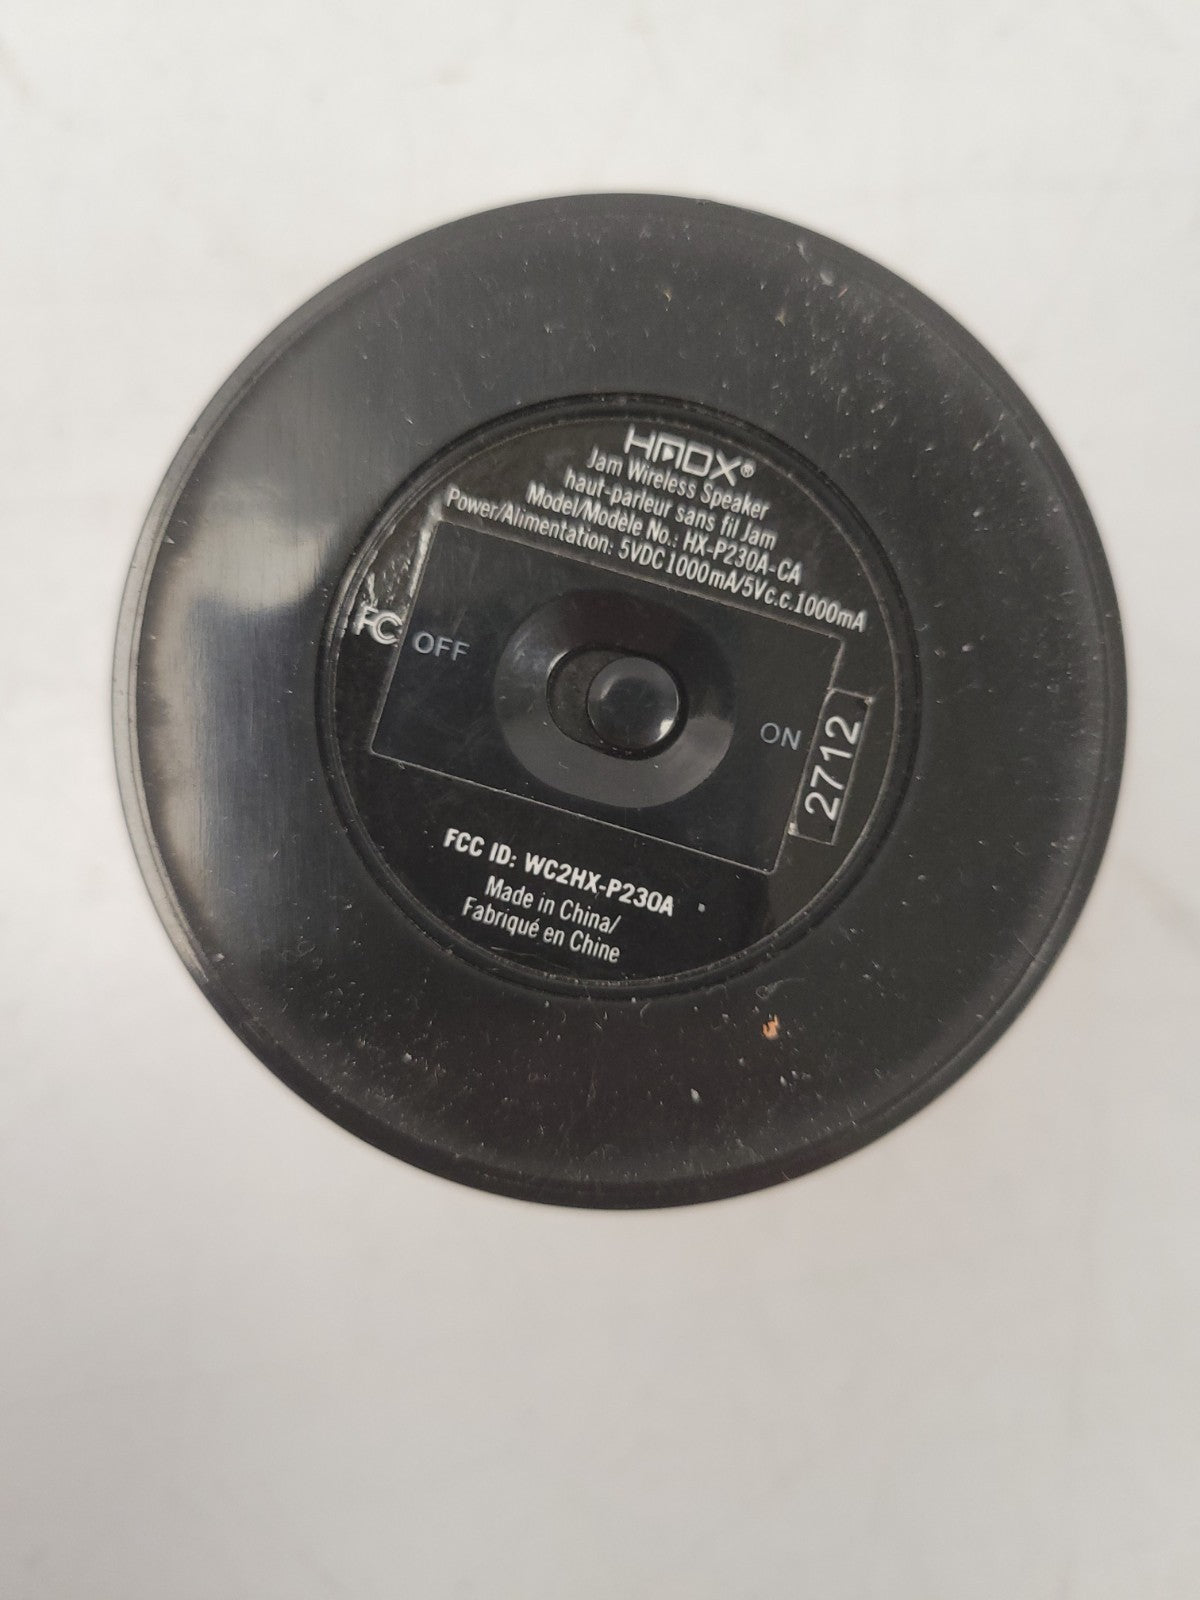 HMDX®
Jam Wireless Speaker
haut-parleur sans fil Jam
Model/Modèle No.: HX-P230A-CA
Power/Alimentation: 5VDC 1000mA/5Vc.c.1000mA
FC
OFF
ON
2712
FCC ID: WC2HX-P230A
Made in China/
Fabriqué en Chine